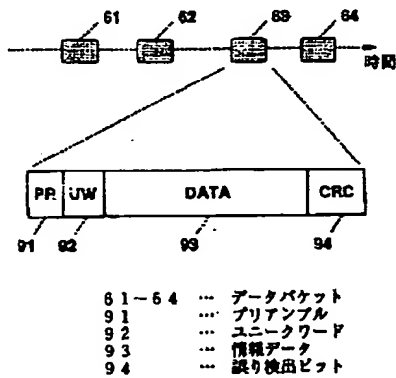 61 62 63 64
時間
PR UW DATA CRC
91 92 93 94
61~64 … データパケット
91 … プリアンブル
92 … ユニークワード
93 … 情報データ
94 …誤り検出ビット